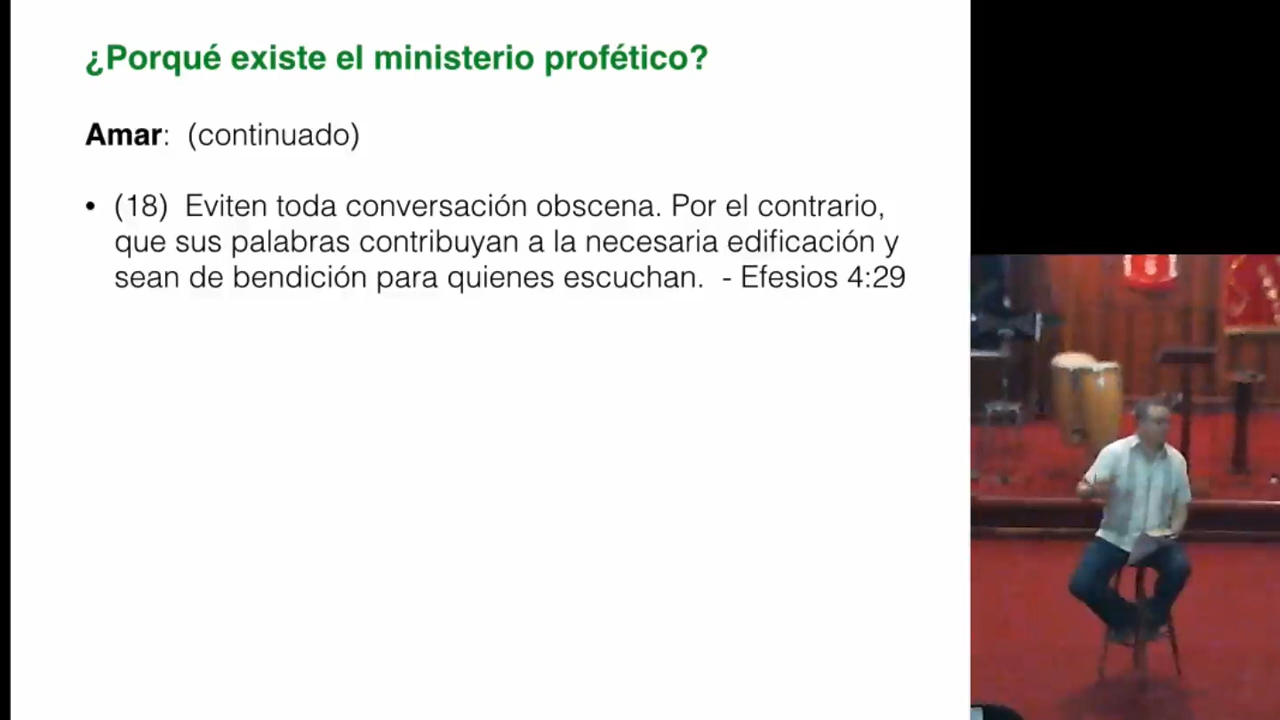 ¿Porqué existe el ministerio profético?
Amar:  (continuado)
• (18)  Eviten toda conversación obscena. Por el contrario,
que sus palabras contribuyan a la necesaria edificación y
sean de bendición para quienes escuchan.  - Efesios 4:29